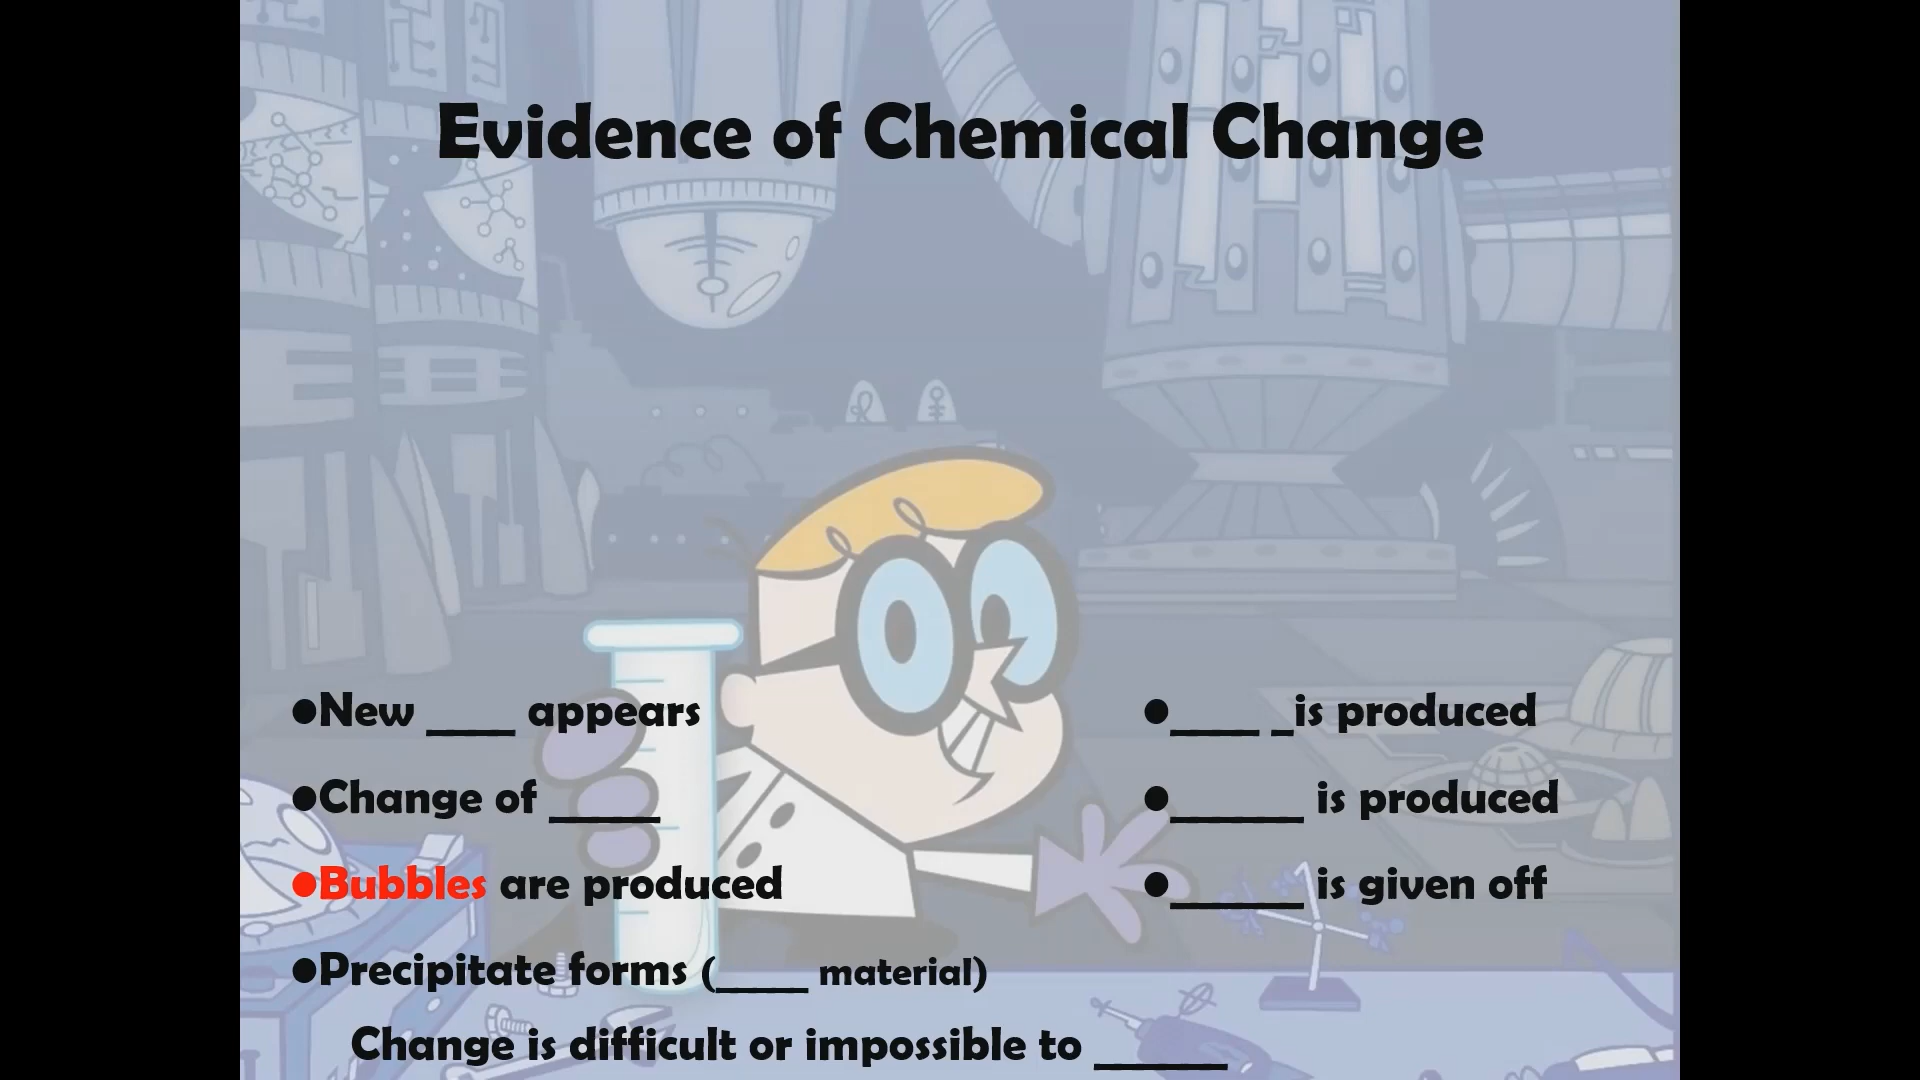 Evidence of Chemical Change
•New ____ appears
•Change of _____
•Bubbles are produced
•Precipitate forms (_____ material)
Change is difficult or impossible to ______
•____ _is produced
•______ is produced
•______ is given off